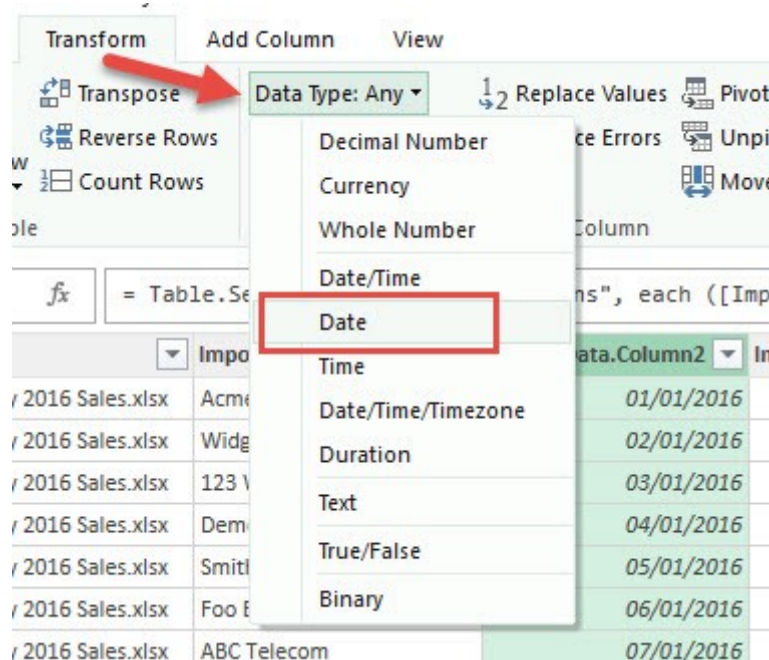 Transform Add Column View
Transpose Data Type: Any 1 2 Replace Values Pivot
Reverse Rows Decimal Number ce Errors Unpi
Count Rows Currency Move
Whole Number Column
Date/Time
fx = Table.Se ns", each ([Imp
Date
Impo ata.Column2 In
Time
y 2016 Sales.xlsx Acme 01/01/2016
Date/Time/Timezone
y 2016 Sales.xlsx Widg 02/01/2016
Duration
y 2016 Sales.xlsx 123 03/01/2016
Text
y 2016 Sales.xlsx Dem 04/01/2016
True/False
y 2016 Sales.xlsx Smit 05/01/2016
Binary
y 2016 Sales.xlsx Foo 06/01/2016
y 2016 Sales.xlsx ABC Telecom 07/01/2016